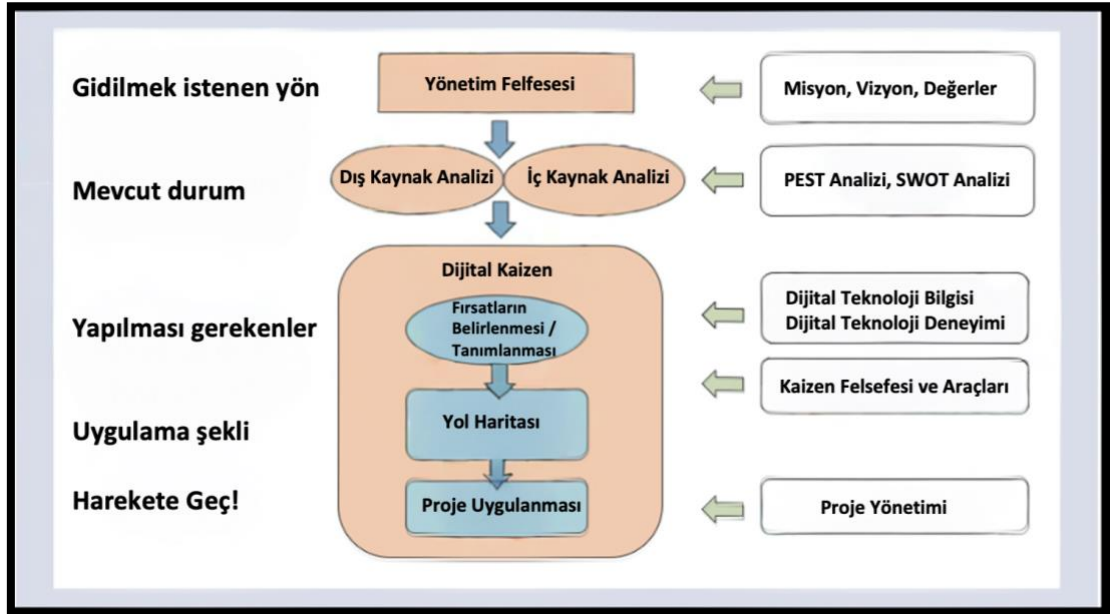 Gidilmek istenen yön
Yönetim Felfesesi
Misyon, Vizyon, Değerler
Mevcut durum
Dış Kaynak Analizi
İç Kaynak Analizi
PEST Analizi, SWOT Analizi
Dijital Kaizen
Yapılması gerekenler
Fırsatların
Belirlenmesi /
Tanımlanması
Dijital Teknoloji Bilgisi
Dijital Teknoloji Deneyimi
Kaizen Felsefesi ve Araçları
Uygulama şekli
Yol Haritası
Harekete Geç!
Proje Uygulanması
Proje Yönetimi